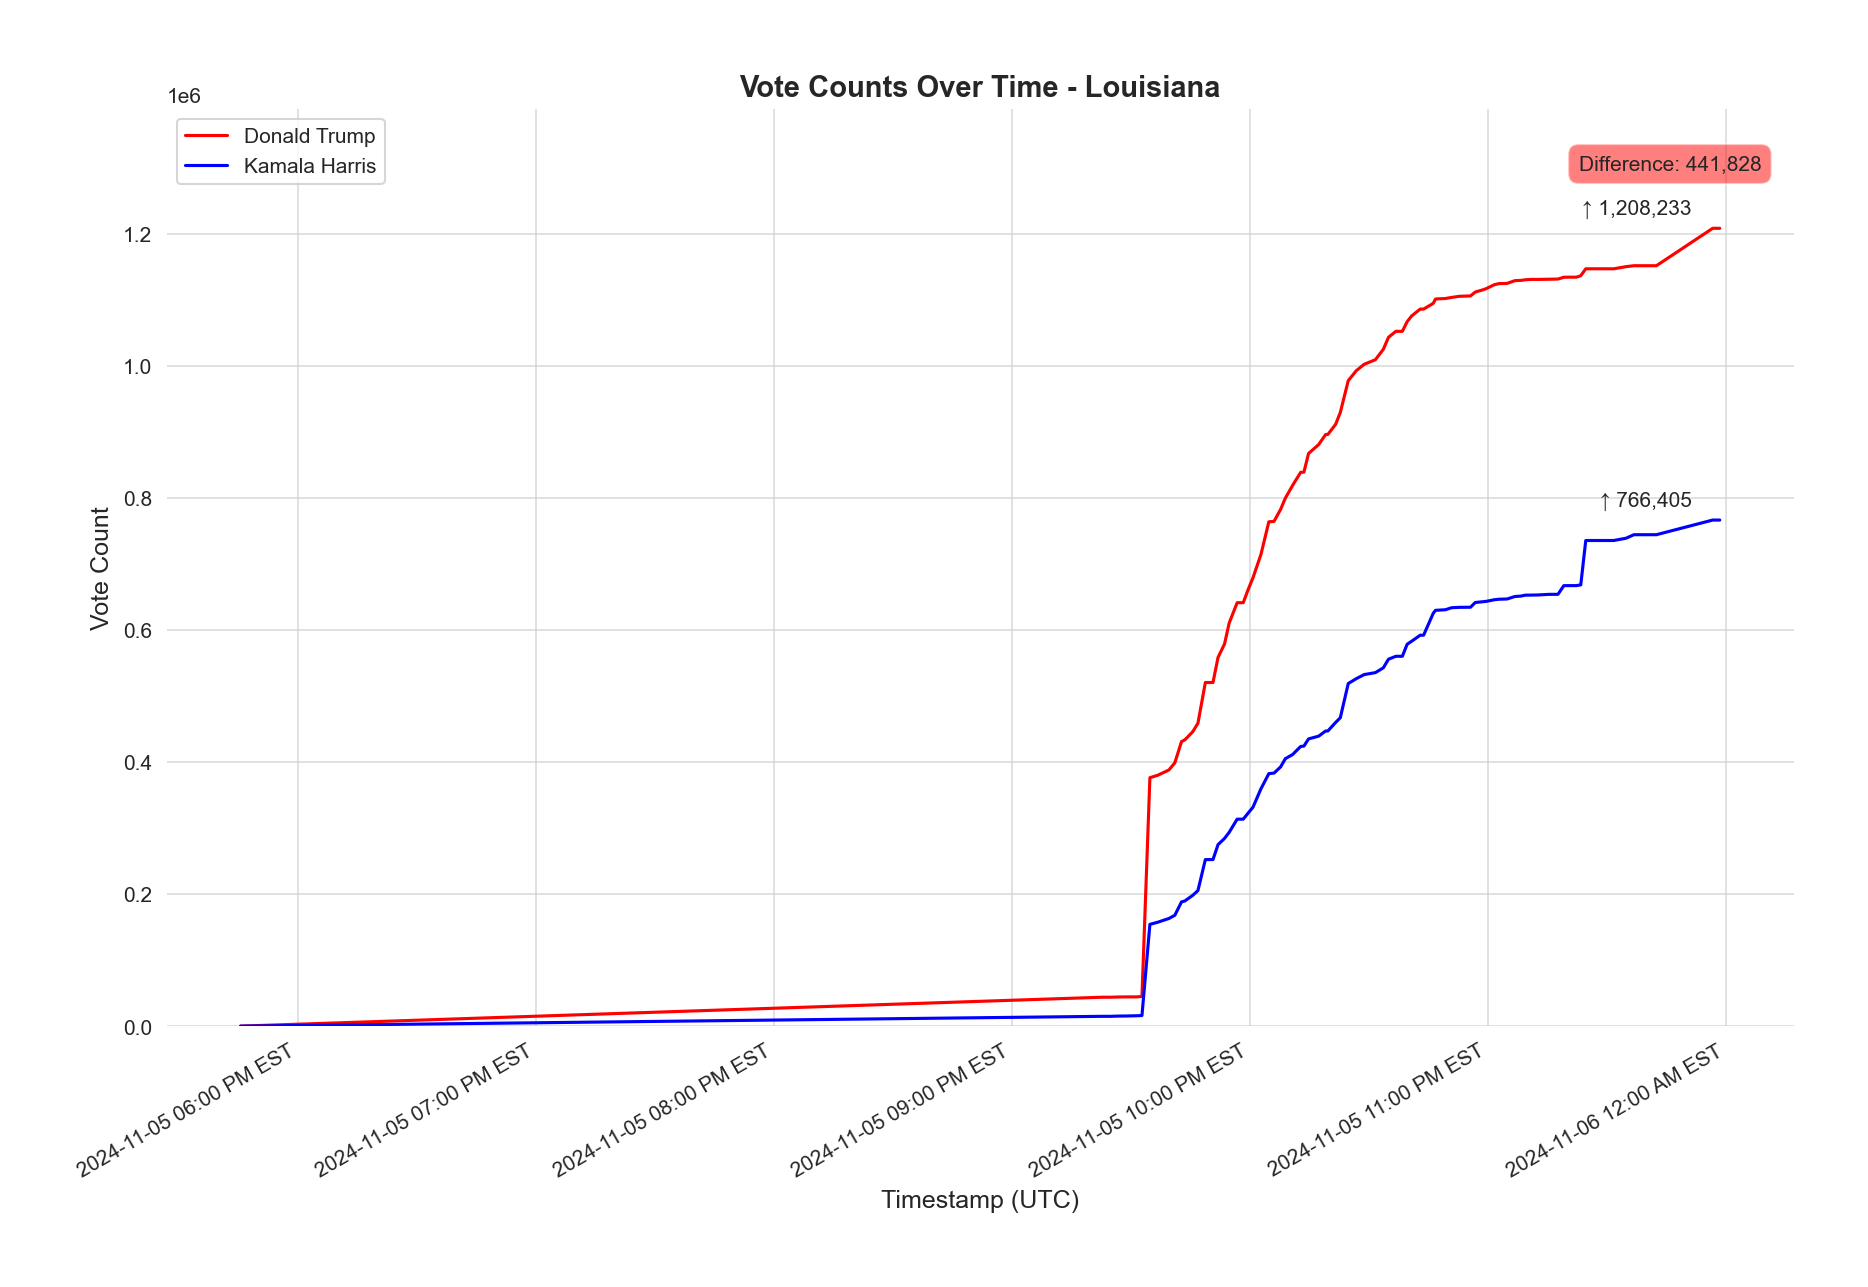 Vote Counts Over Time - Louisiana
1e6
Donald Trump
Kamala Harris
Difference: 441,828
↑ 1,208,233
↑ 766,405
1.2
1.0
0.8
0.6
0.4
0.2
0.0
Vote Count
2024-11-05 06:00 PM EST
2024-11-05 07:00 PM EST
2024-11-05 08:00 PM EST
2024-11-05 09:00 PM EST
2024-11-05 10:00 PM EST
2024-11-05 11:00 PM EST
2024-11-06 12:00 AM EST
Timestamp (UTC)